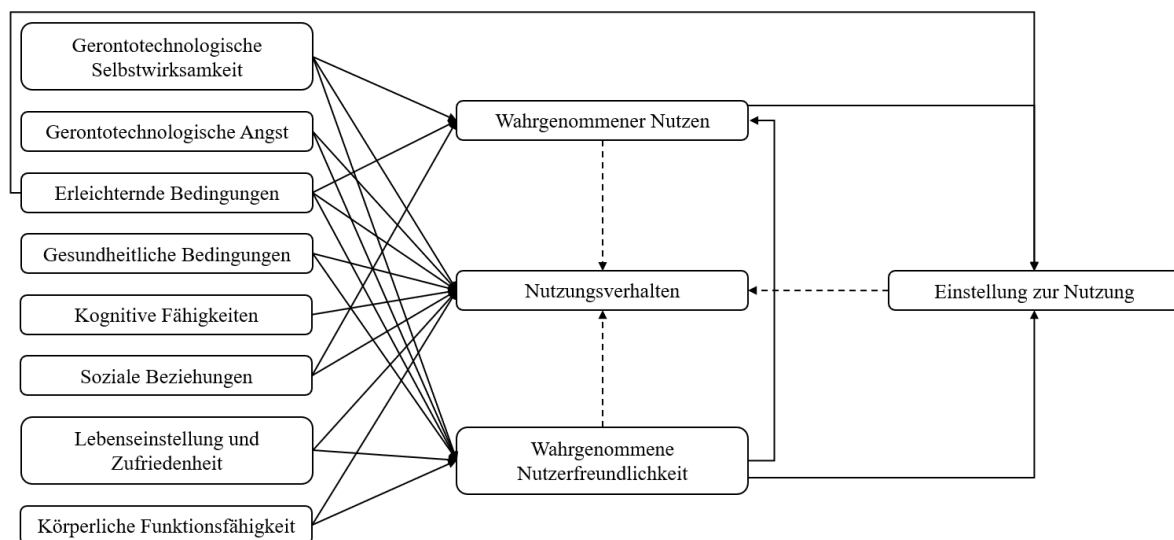 Gerontotechnologische
Selbstwirksamkeit
Gerontotechnologische Angst
Erleichternde Bedingungen
Gesundheitliche Bedingungen
Kognitive Fähigkeiten
Soziale Beziehungen
Lebenseinstellung und
Zufriedenheit
Körperliche Funktionsfähigkeit
Wahrgenommener Nutzen
Nutzungsverhalten
Wahrgenommene
Nutzerfreundlichkeit
Einstellung zur Nutzung